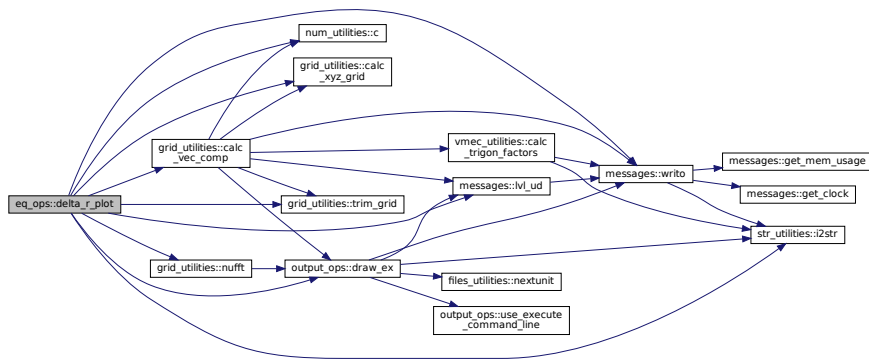 num_utilities::c
grid_utilities::calc
_xyz_grid
grid_utilities::calc
_vec_comp
vmec_utilities::calc
_trigon_factors
messages::writo
messages::get_mem_usage
messages::lvl_ud
messages::get_clock
eq_ops::delta_r_plot
grid_utilities::trim_grid
str_utilities::i2str
grid_utilities::nufft
output_ops::draw_ex
files_utilities::nextunit
output_ops::use_execute
_command_line